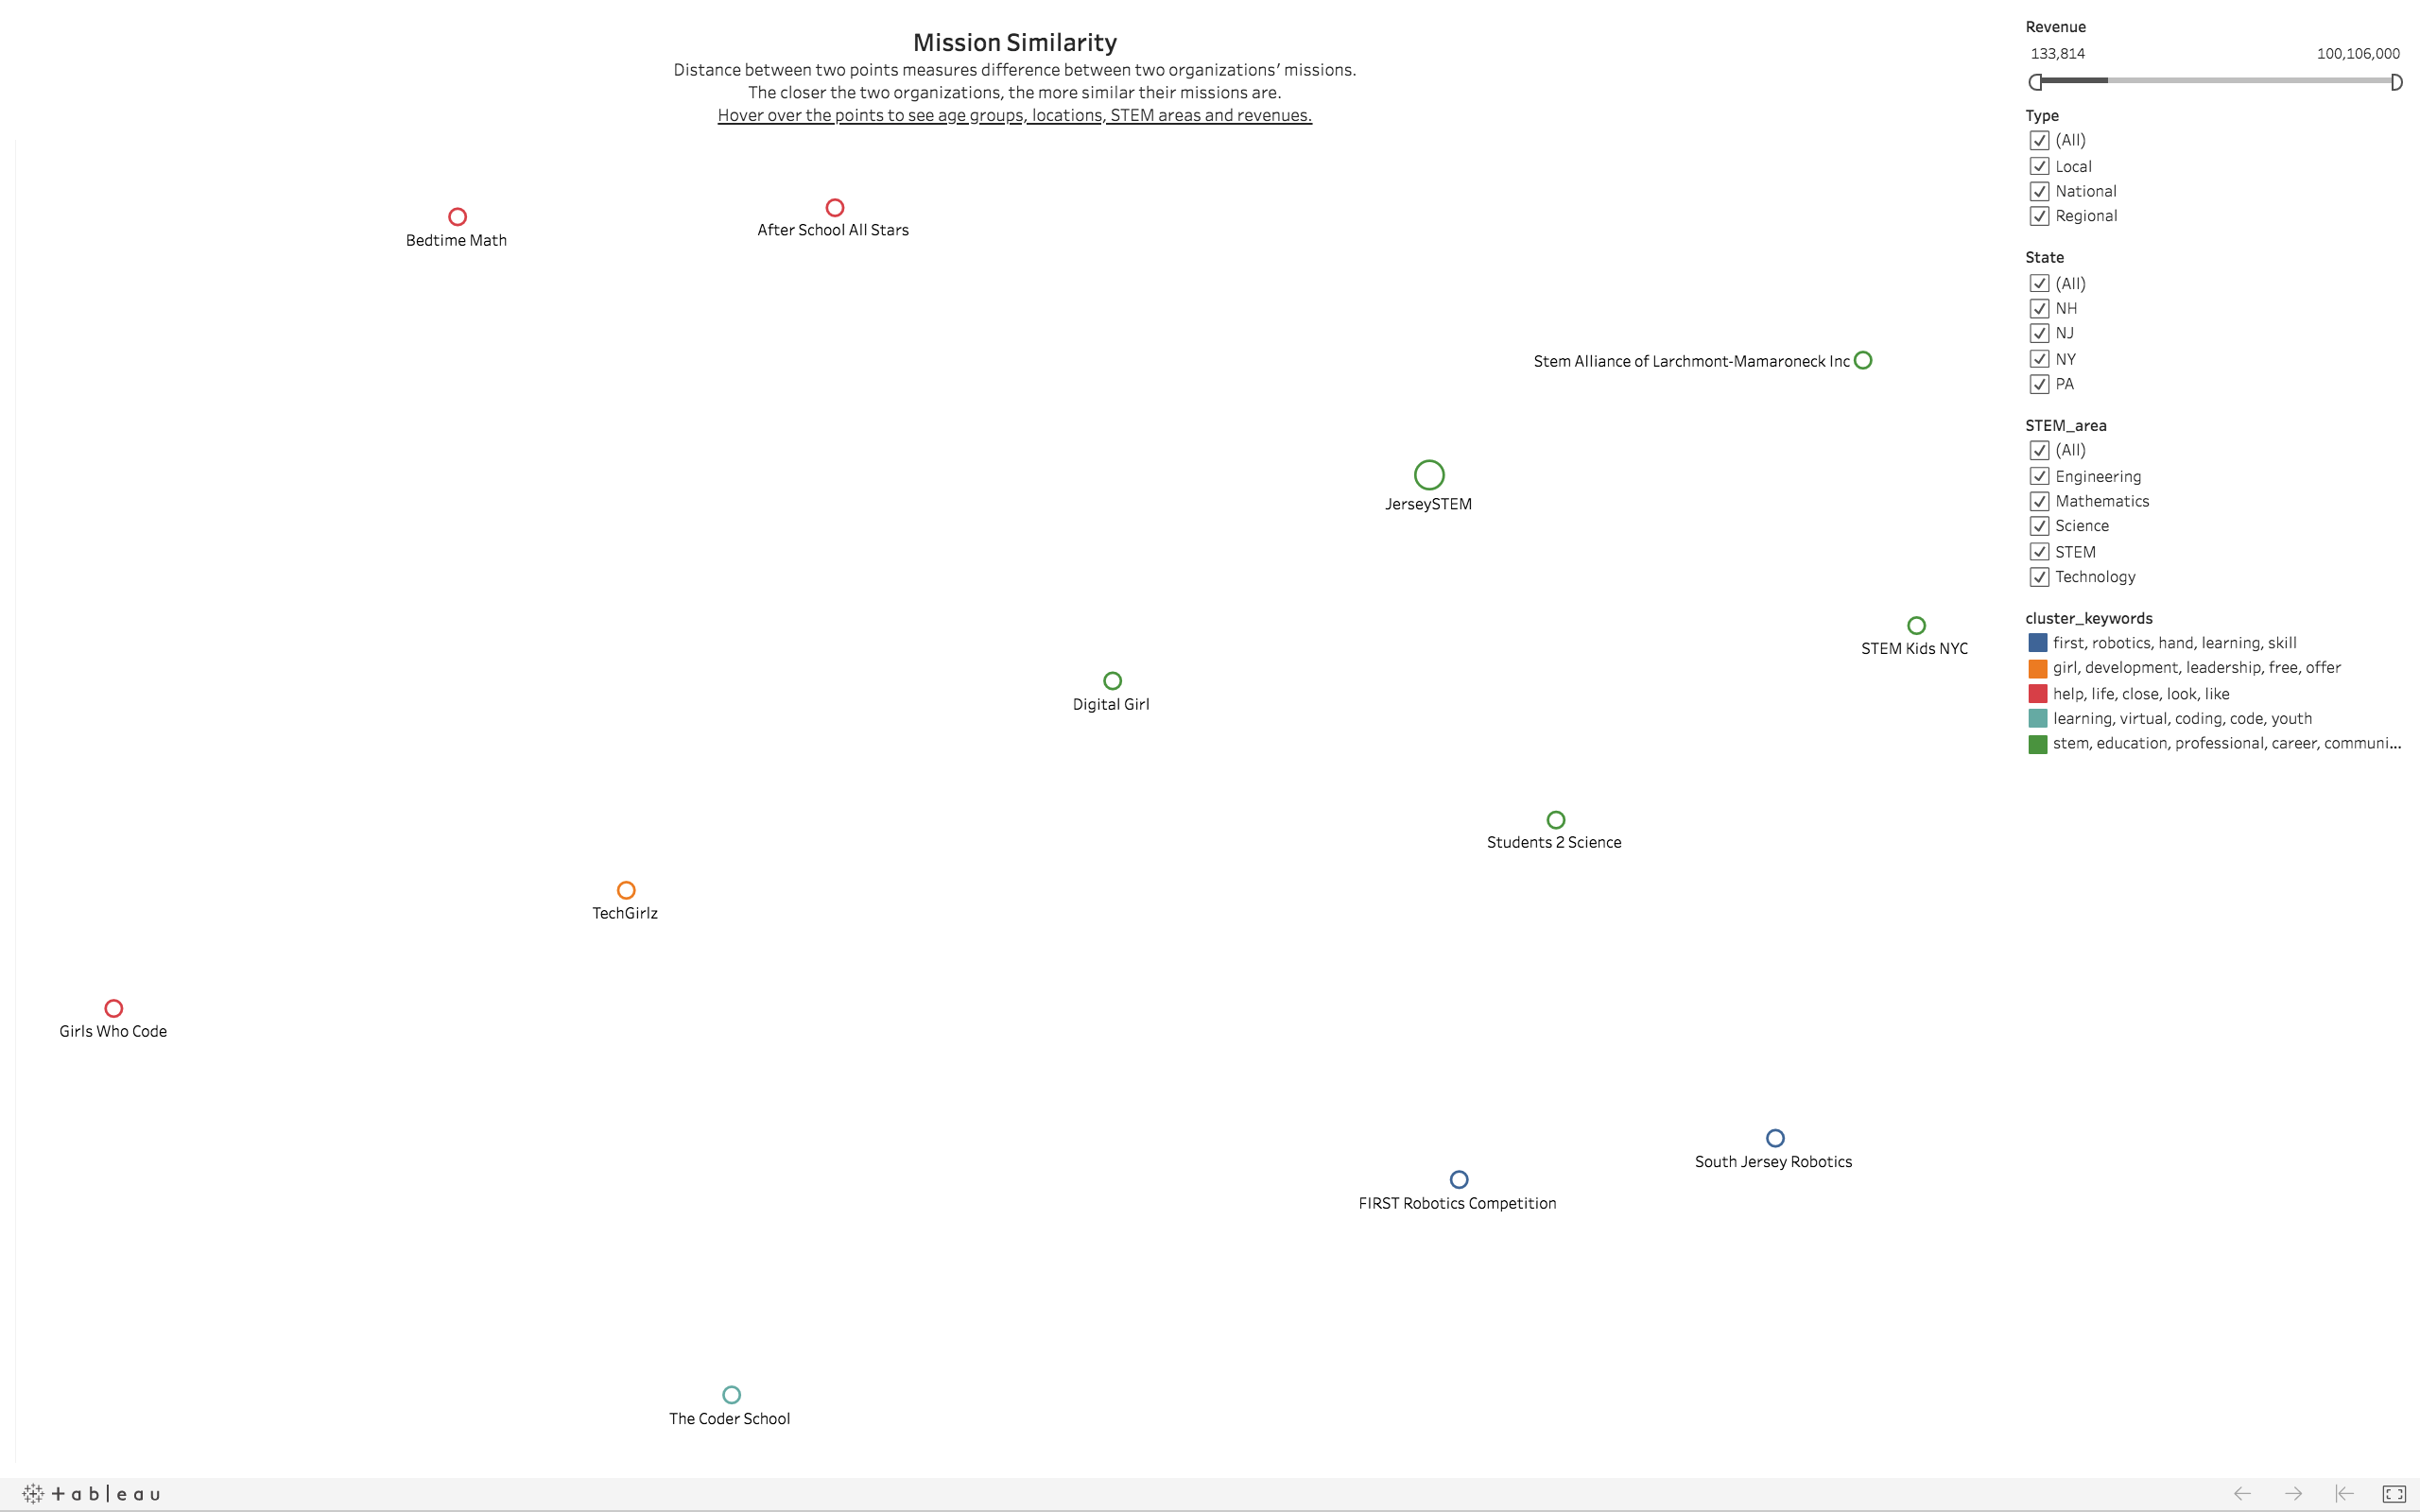 Mission Similarity
Distance between two points measures difference between two organizations' missions.
The closer the two organizations, the more similar their missions are.
Hover over the points to see age groups, locations, STEM areas and revenues.
Bedtime Math
After School All Stars
Stem Alliance of Larchmont-Mamaroneck Inc
JerseySTEM
STEM Kids NYC
Digital Girl
Students 2 Science
TechGirlz
Girls Who Code
South Jersey Robotics
FIRST Robotics Competition
The Coder School
Revenue
133,814 100,106,000
Type
(All)
Local
National
Regional
State
(All)
NH
NJ
NY
PA
STEM_area
(All)
Engineering
Mathematics
Science
STEM
Technology
cluster_keywords
first, robotics, hand, learning, skill
girl, development, leadership, free, offer
help, life, close, look, like
learning, virtual, coding, code, youth
stem, education, professional, career, communi...
+ableau